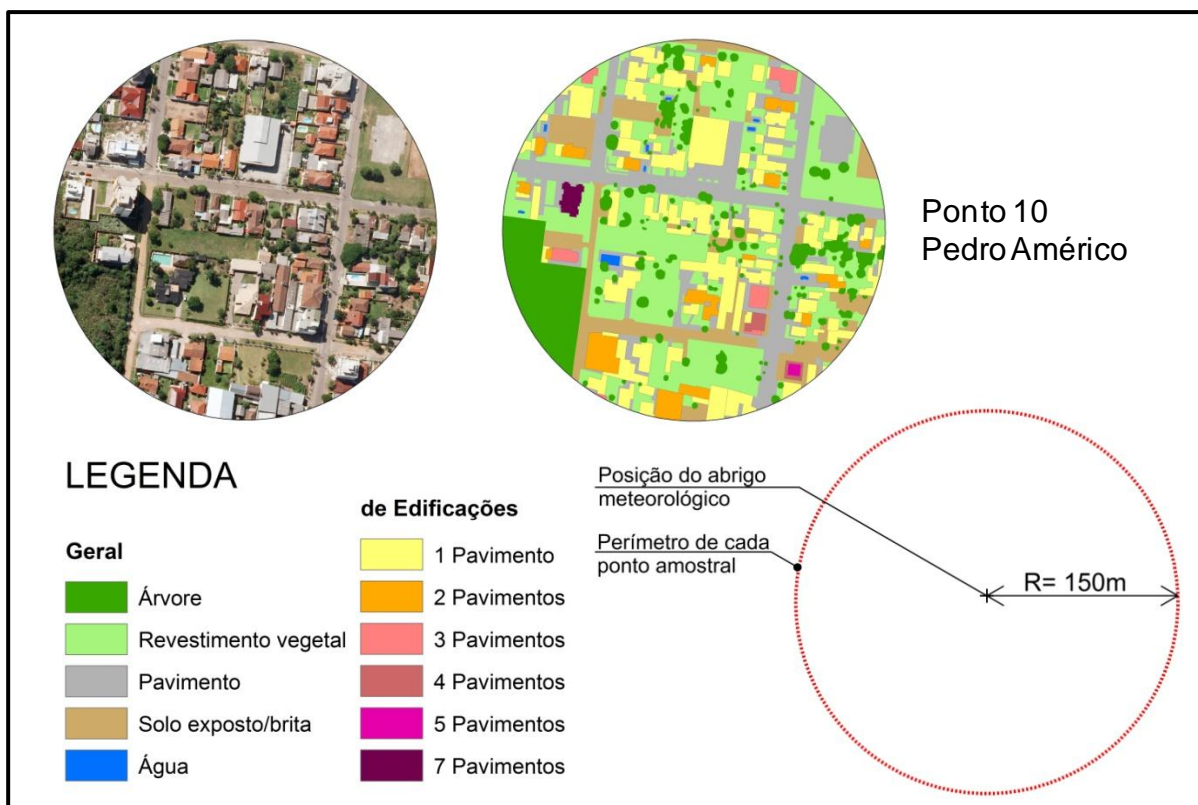 Ponto 10
Pedro Américo
LEGENDA
Geral
Árvore
Revestimento vegetal
Pavimento
Solo exposto/brita
Água
de Edificações
1 Pavimento
2 Pavimentos
3 Pavimentos
4 Pavimentos
5 Pavimentos
7 Pavimentos
Posição do abrigo
meteorológico
Perímetro de cada
ponto amostral
R= 150m